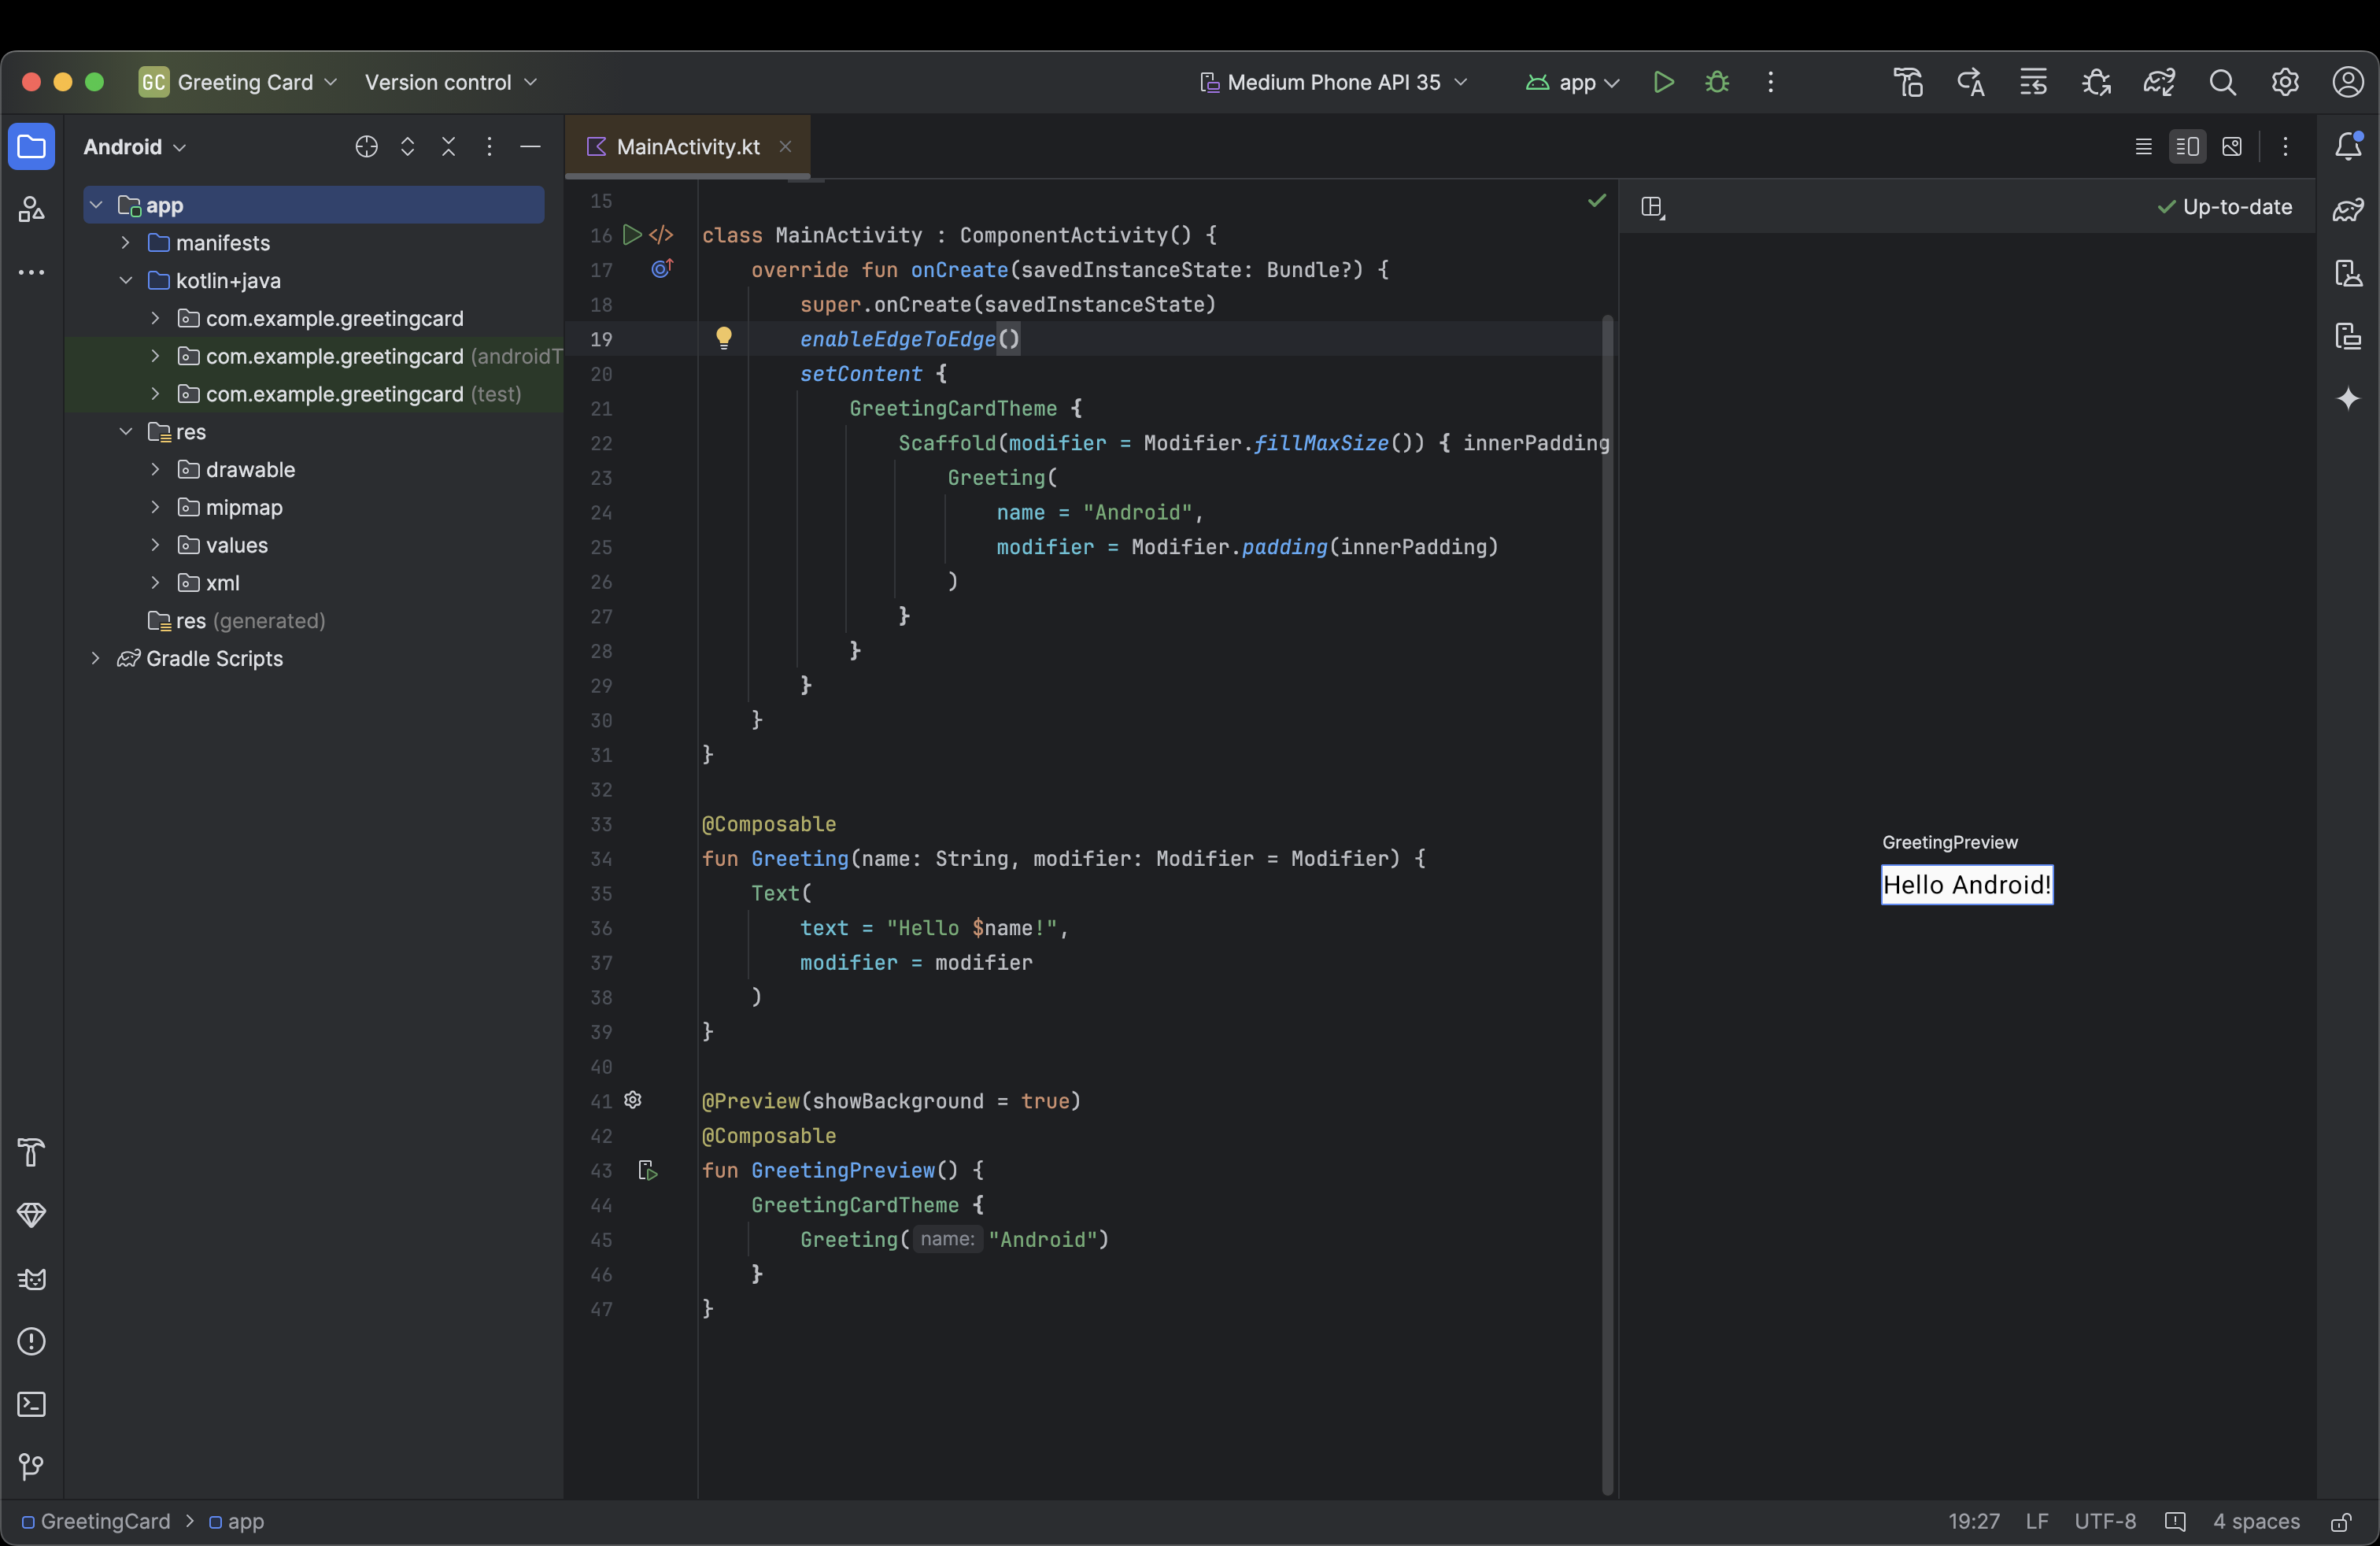 GC Greeting Card Version control Medium Phone API 35 app
Android
MainActivity.kt
app
manifests
kotlin+java
com.example.greetingcard
com.example.greetingcard (androidT
com.example.greetingcard (test)
res
drawable
mipmap
values
xml
res (generated)
Gradle Scripts
15
16 class MainActivity : ComponentActivity() {
17 override fun onCreate(savedInstanceState: Bundle?) {
18 super.onCreate(savedInstanceState)
19 enableEdgeToEdge()
20 setContent {
21 GreetingCardTheme {
22 Scaffold(modifier = Modifier.fillMaxSize()) { innerPadding
23 Greeting(
24 name = "Android",
25 modifier = Modifier.padding(innerPadding)
26 )
27 }
28 }
29 }
30 }
31 }
32
33 @Composable
34 fun Greeting(name: String, modifier: Modifier = Modifier) {
35 Text(
36 text = "Hello $name!",
37 modifier = modifier
38 )
39 }
40
41 @Preview(showBackground = true)
42 @Composable
43 fun GreetingPreview() {
44 GreetingCardTheme {
45 Greeting( name: "Android")
46 }
47 }
Up-to-date
GreetingPreview
Hello Android!
GreetingCard > app
19:27 LF UTF-8 4 spaces